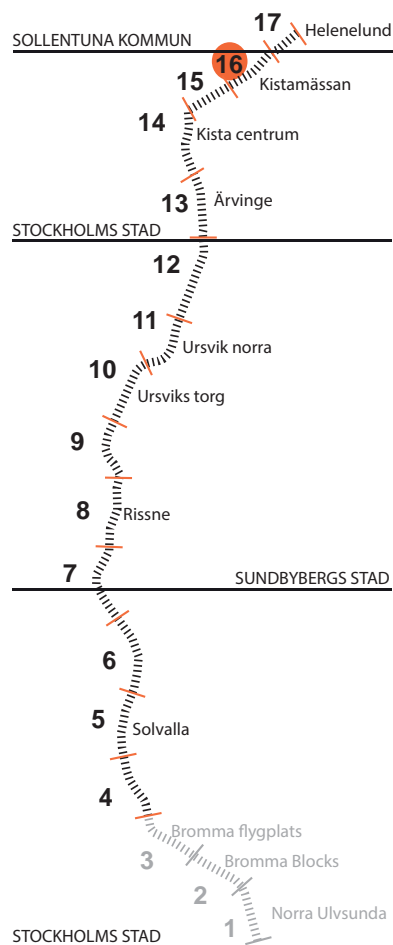 17 Helenelund
SOLLENTUNA KOMMUN
16
15 Kistamässan
14
Kista centrum
13 Ärvinge
STOCKHOLMS STAD
12
11
Ursvik norra
10
Ursviks torg
9
8 Rissne
7
SUNDBYBERGS STAD
6
5 Solvalla
4
Bromma flygplats
3
Bromma Blocks
2
1 Norra Ulvsunda
STOCKHOLMS STAD